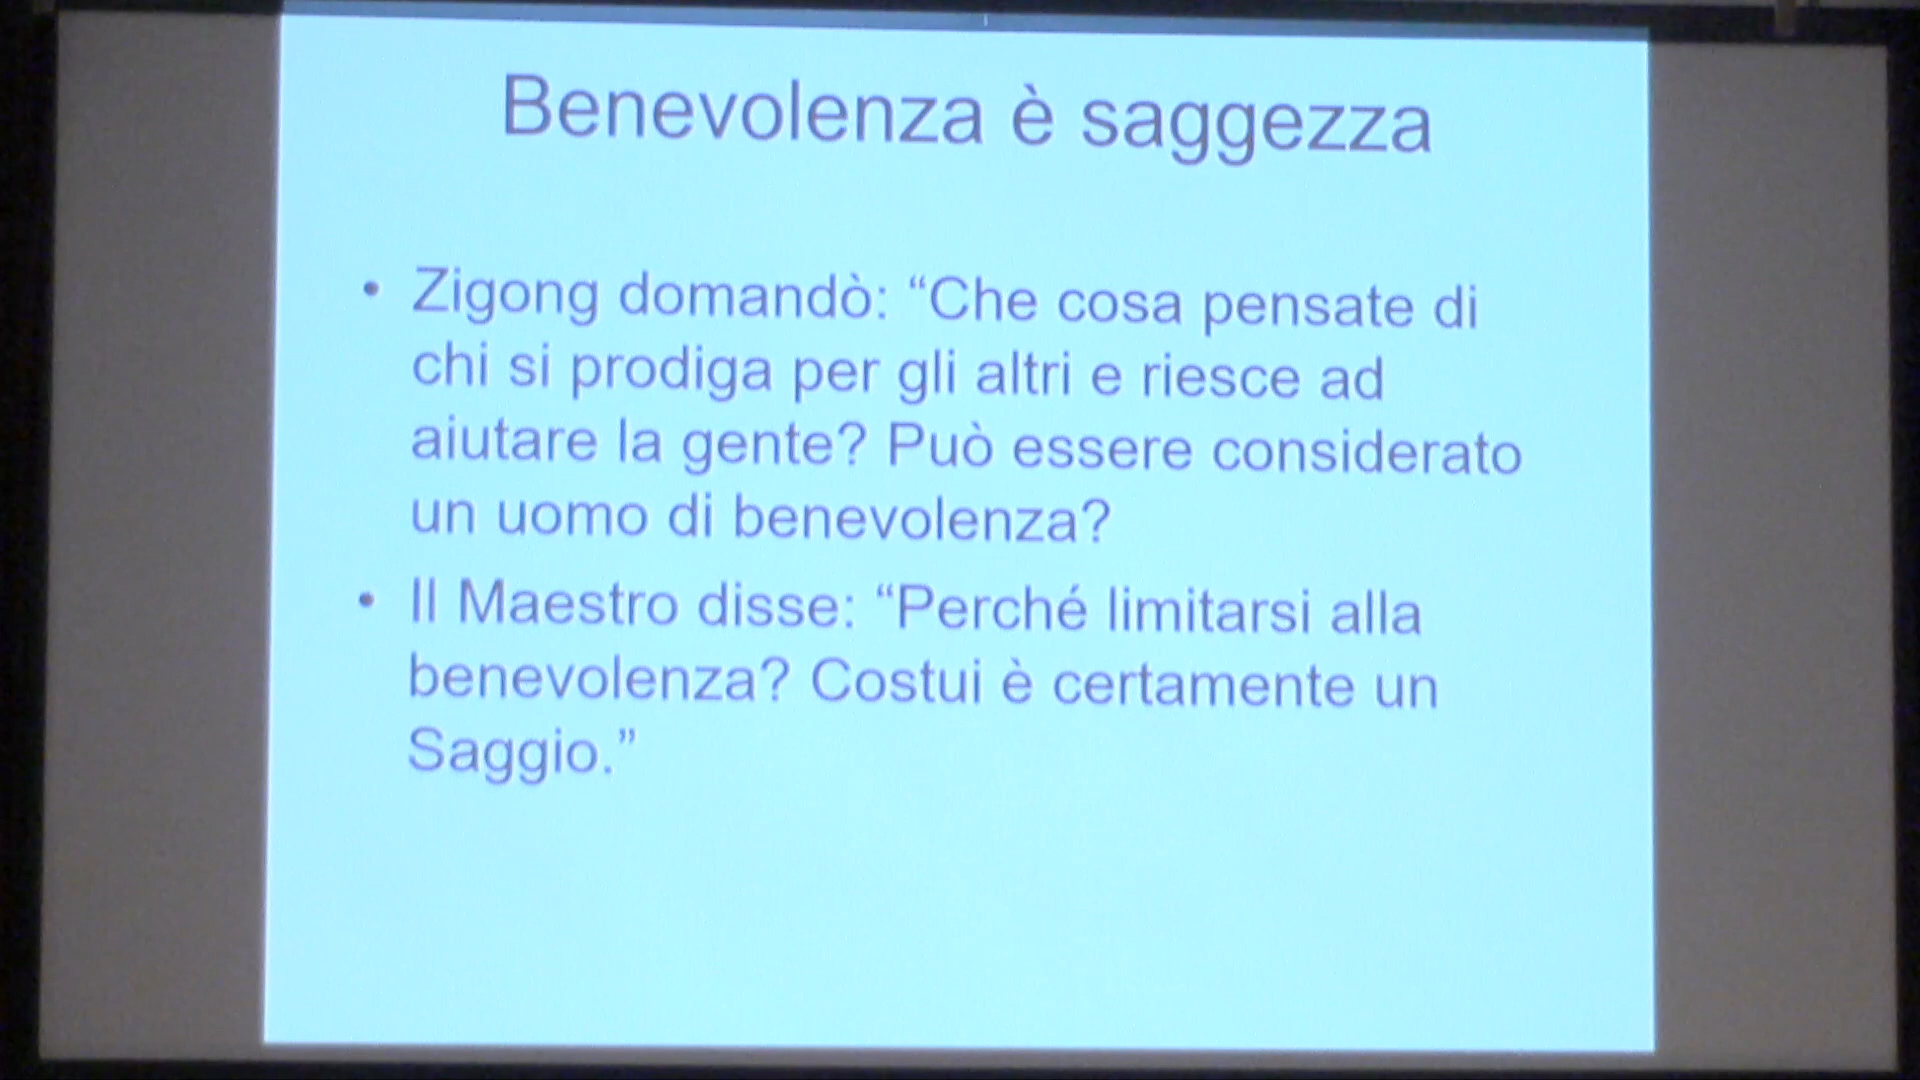 Benevolenza è saggezza
• Zigong domandò: “Che cosa pensate di
chi si prodiga per gli altri e riesce ad
aiutare la gente? Può essere considerato
un uomo di benevolenza?
• Il Maestro disse: “Perché limitarsi alla
benevolenza? Costui è certamente un
Saggio.”